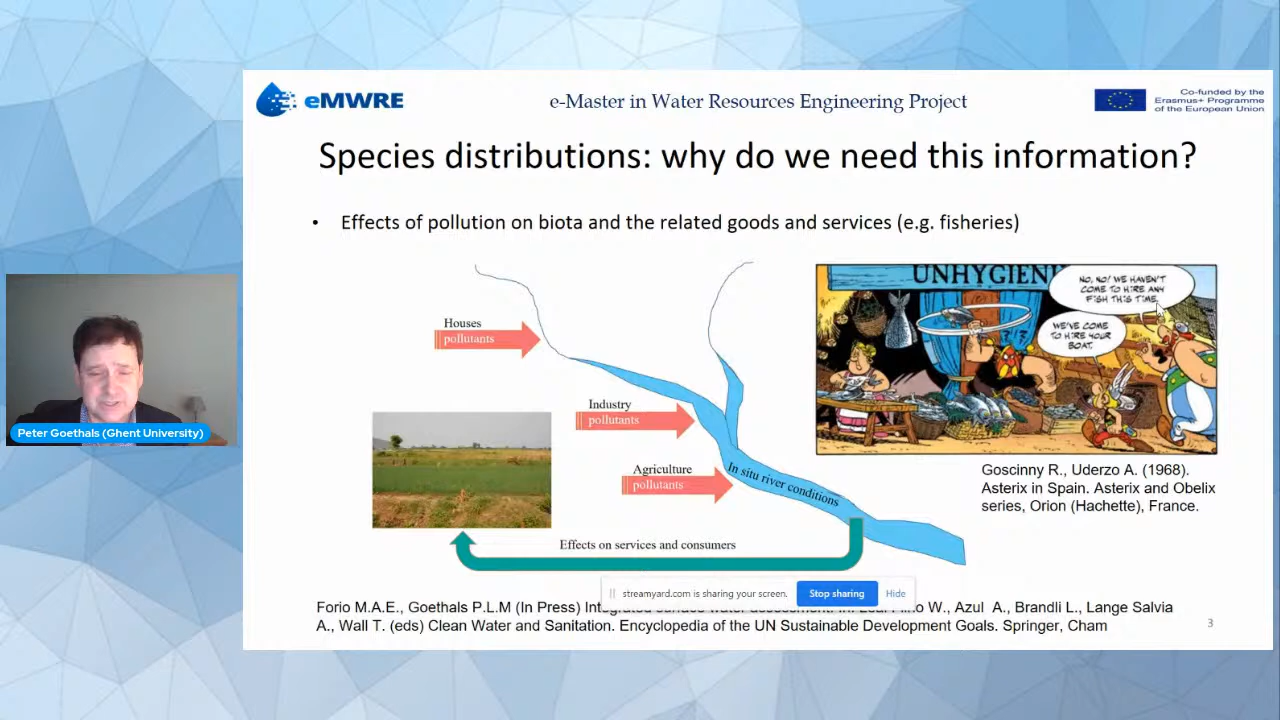 eMWRE
e-Master in Water Resources Engineering Project
Co-funded by the
Erasmus+ Programme
of the European Union
Species distributions: why do we need this information?
• Effects of pollution on biota and the related goods and services (e.g. fisheries)
Houses
pollutants
Industry
pollutants
Agriculture
pollutants
In situ river conditions
Effects on services and consumers
UNHYGIENI
NO, NO! WE HAVEN'T
COME TO HIRE ANY
FISH THIS TIME,
WE'VE COME
TO HIRE YOUR
BOAT.
Goscinny R., Uderzo A. (1968).
Asterix in Spain. Asterix and Obelix
series, Orion (Hachette), France.
Peter Goethals (Ghent University)
streamyard.com is sharing your screen.
Stop sharing
Hide
Forio M.A.E., Goethals P.L.M (In Press) Integrated surface water assessment. In: W., Azul A., Brandli L., Lange Salvia
A., Wall T. (eds) Clean Water and Sanitation. Encyclopedia of the UN Sustainable Development Goals. Springer, Cham
3